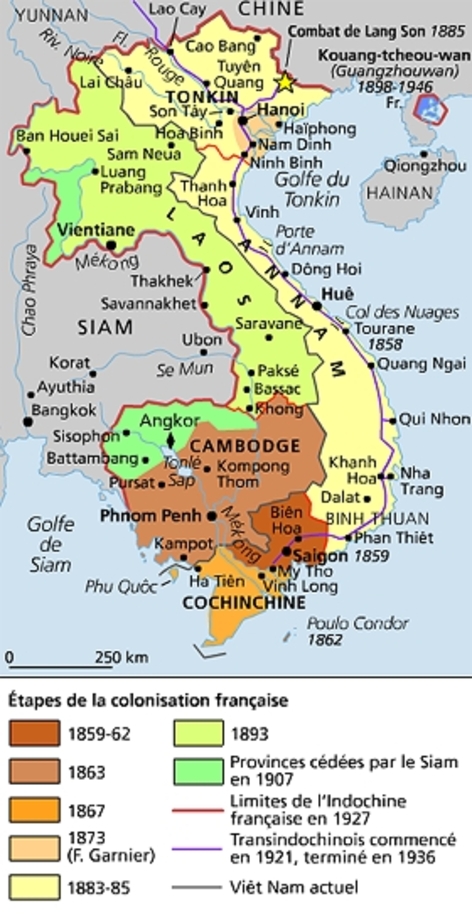 CHINE
YUNNAN
Lao Cay
Combat de Lang Son 1885
Riv. Noire
Fl. Rouge
Cao Bang
Tuyên
Quang
Kouang-tcheou-wan
(Guangzhouwan)
1898-1946
Fr.
Lai Châu
TONKIN
Son Tây
Hanoi
Hoa Binh
Haïphong
Ban Houei Sai
Sam Neua
Nam Dinh
Ninh Binh
Qiongzhou
Luang
Prabang
Thanh
Hoa
Golfe du
Tonkin
HAINAN
Vientiane
Vinh
Porte
d'Annam
Mékong
LAOS
ANNAM
Chao Phraya
Thakhek
Dông Hoi
Savannakhet
Huê
SIAM
Saravane
Col des Nuages
Tourane
1858
Ubon
Korat
Se Mun
Paksé
Quang Ngai
Ayuthia
Bassac
Bangkok
Khong
Angkor
Qui Nhon
Sisophon
CAMBODGE
Battambang
Tonlé
Sap
Kompong
Thom
Khanh
Hoa
Nha
Trang
Pursat
Dalat
Phnom Penh
Mékong
Biên
Hoa
BINH THUAN
Golfe
de
Siam
Kampot
Saigon 1859
Phan Thiêt
Phu Quôc
Ha Tiên
My Tho
Vinh Long
COCHINCHINE
Poulo Condor
1862
0 250 km
Étapes de la colonisation française
1859-62
1863
1867
1873
(F. Garnier)
1883-85
1893
Provinces cédées par le Siam
en 1907
Limites de l'Indochine
française en 1927
Transindochinois commencé
en 1921, terminé en 1936
Viêt Nam actuel